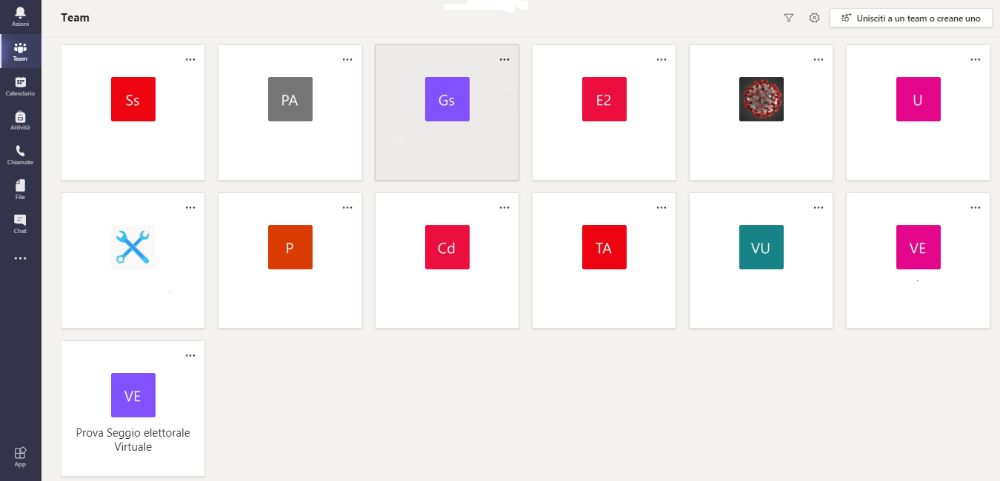 Azioni
Team
Calendario
Attività
Chiamate
File
Chat
App
Team
Unisciti a un team o creane uno
Ss
PA
Gs
E2
U
P
Cd
TA
VU
VE
VE
Prova Seggio elettorale
Virtuale